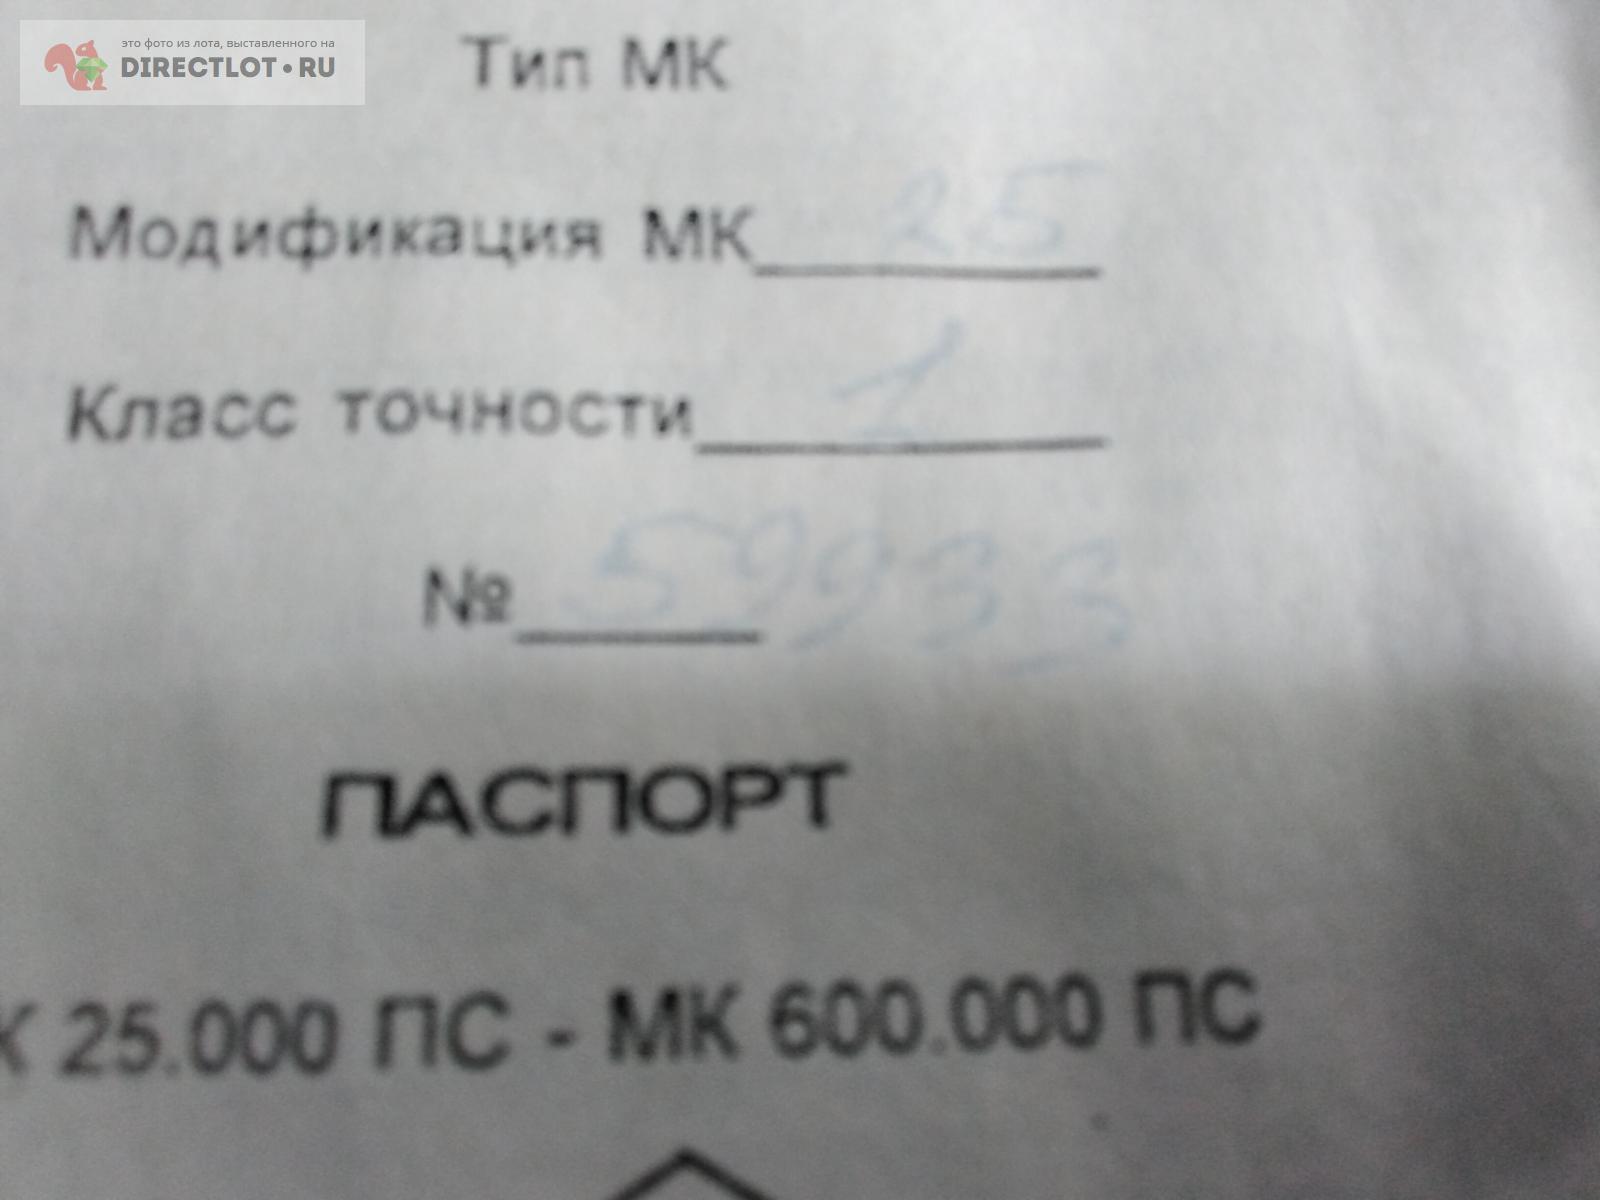 это фото из лота, выставленного на
DIRECTLOT.RU
Тип МК
Модификация МК 25
Класс точности 1
№ 59933
ПАСПОРТ
К 25.000 ПС - МК 600.000 ПС